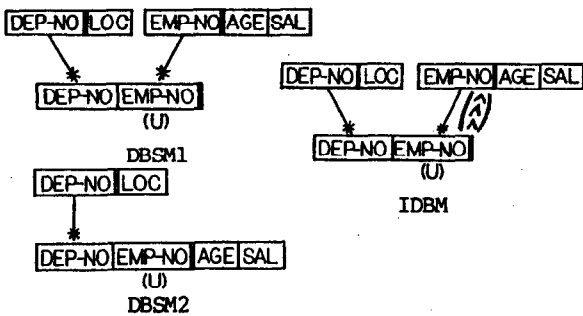 DEP-NO LOC EMP-NO AGE SAL
DEP-NO EMP-NO
(U)
DBSM1
DEP-NO LOC
DEP-NO EMP-NO AGE SAL
(U)
DBSM2
DEP-NO LOC EMP-NO AGE SAL
DEP-NO EMP-NO
(U)
IDBM